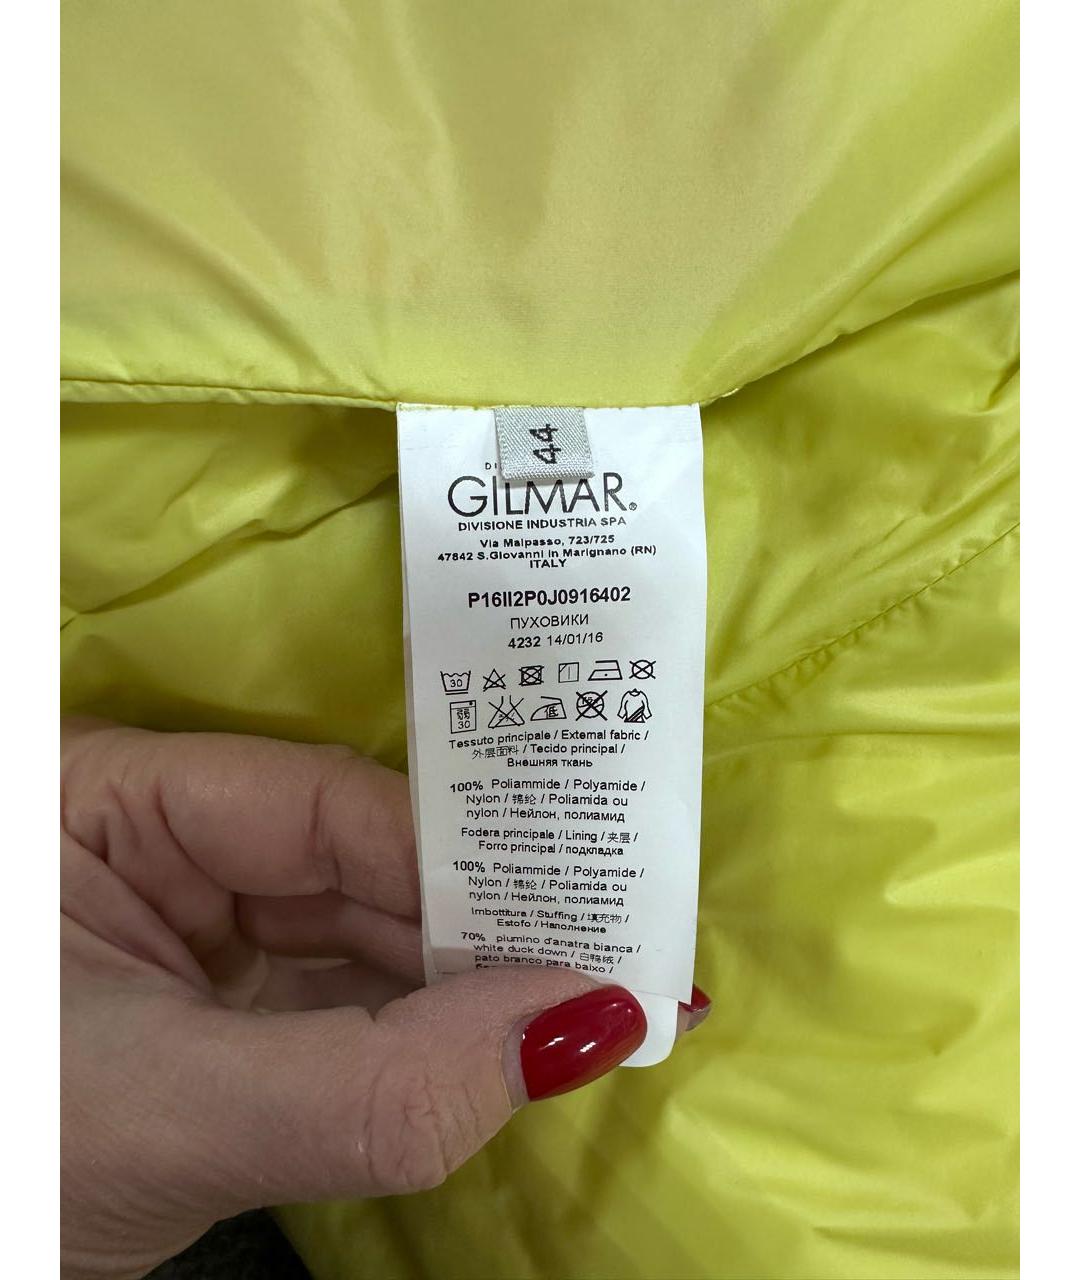 44
GILMAR®
DIVISIONE INDUSTRIA SPA
Via Malpasso, 723/725
47842 S.Giovanni in Marignano (RN)
ITALY
P16II2P0J0916402
ПУХОВИКИ
4232 14/01/16
30
30 低
Tessuto principale / External fabric /
外层面料 / Tecido principal /
Внешняя ткань
100% Poliammide / Polyamide /
Nylon / 锦纶 / Poliamida ou
nylon / Нейлон, полиамид
Fodera principale / Lining / 夹层 /
Forro principal / подкладка
100% Poliammide / Polyamide /
Nylon / 锦纶 / Poliamida ou
nylon / Нейлон, полиамид
Imbottitura / Stuffing / 填充物 /
Estofo / Наполнение
70% piumino d'anatra bianca /
white duck down / 白鸭绒 /
pato branco para baixo /